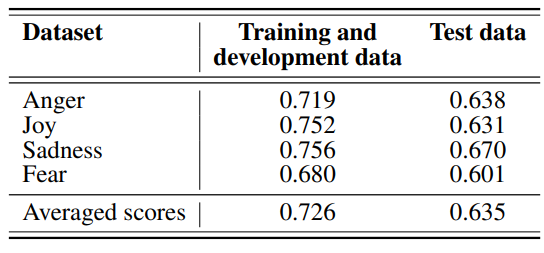 Dataset Training and Test data
development data
Anger 0.719 0.638
Joy 0.752 0.631
Sadness 0.756 0.670
Fear 0.680 0.601
Averaged scores 0.726 0.635